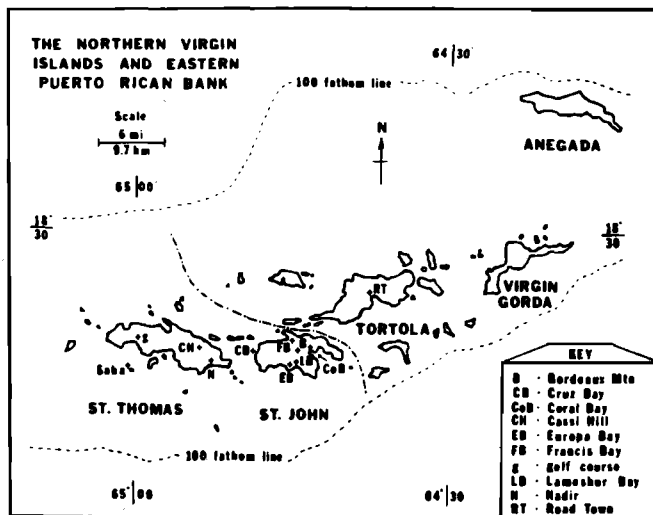 THE NORTHERN VIRGIN
ISLANDS AND EASTERN
PUERTO RICAN BANK
64 30'
100 fathom line
Scale
6 mi
9.7 km
N
ANEGADA
65 00'
18°
30
18°
30
RT
VIRGIN
GORDA
TORTOLA
g
CH
CB
FB
B
LB
Saba
N
EB
CoB
ST. THOMAS
ST. JOHN
100 fathom line
65° 00
64° 30
KEY
B · Bordeaux Mtn
CB · Cruz Bay
CoB · Coral Bay
CH · Cassi Hill
EB · Europa Bay
FB · Francis Bay
g · golf course
LB · Lameshur Bay
N · Nadir
RT · Road Town